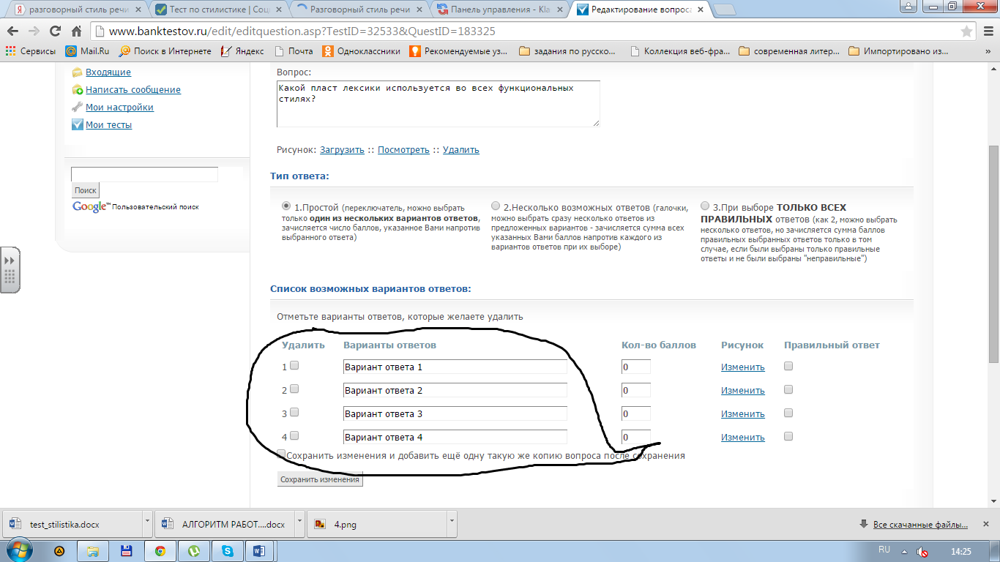 разговорный стиль речи
Тест по стилистике | Соц
Разговорный стиль речи
Панель управления - Kla
Редактирование вопроса
www.banktestov.ru/edit/editquestion.asp?TestID=32533&QuestID=183325
Сервисы Mail.Ru Поиск в Интернете Яндекс Почта Одноклассники Рекомендуемые уз... задания по русско... Коллекция веб-фра... современная литер... Импортировано из... »
Входящие
Написать сообщение
Мои настройки
Мои тесты
Поиск
Google™ Пользовательский поиск
Вопрос:
Какой пласт лексики используется во всех функциональных
стилях?
Рисунок: Загрузить :: Посмотреть :: Удалить
Тип ответа:
1.Простой (переключатель, можно выбрать
только один из нескольких вариантов ответов,
зачисляется число баллов, указанное Вами напротив
выбранного ответа)
2.Несколько возможных ответов (галочки,
можно выбрать сразу несколько ответов из
предложенных вариантов - зачисляется сумма всех
указанных Вами баллов напротив каждого из
вариантов ответов при их выборе)
3.При выборе ТОЛЬКО ВСЕХ
ПРАВИЛЬНЫХ ответов (как 2, можно выбрать
несколько ответов, но зачисляется сумма баллов
правильных выбранных ответов только в том
случае, если были выбраны только правильные
ответы и не были выбраны "неправильные")
Список возможных вариантов ответов:
Отметьте варианты ответов, которые желаете удалить
Удалить Варианты ответов Кол-во баллов Рисунок Правильный ответ
1 Вариант ответа 1 0 Изменить
2 Вариант ответа 2 0 Изменить
3 Вариант ответа 3 0 Изменить
4 Вариант ответа 4 0 Изменить
Сохранить изменения и добавить ещё одну такую же копию вопроса после сохранения
Сохранить изменения
test_stilistika.docx
АЛГОРИТМ РАБОТ....docx
4.png
Все скачанные файлы...
RU 14:25